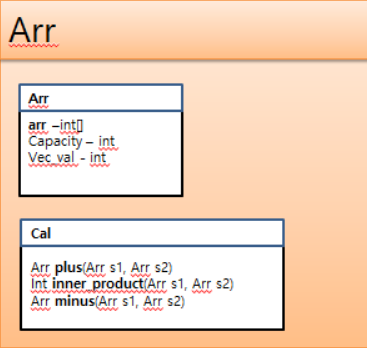 Arr
Arr
arr –int[]
Capacity – int
Vec_val - int
Cal
Arr plus(Arr s1, Arr s2)
Int inner_product(Arr s1, Arr s2)
Arr minus(Arr s1, Arr s2)